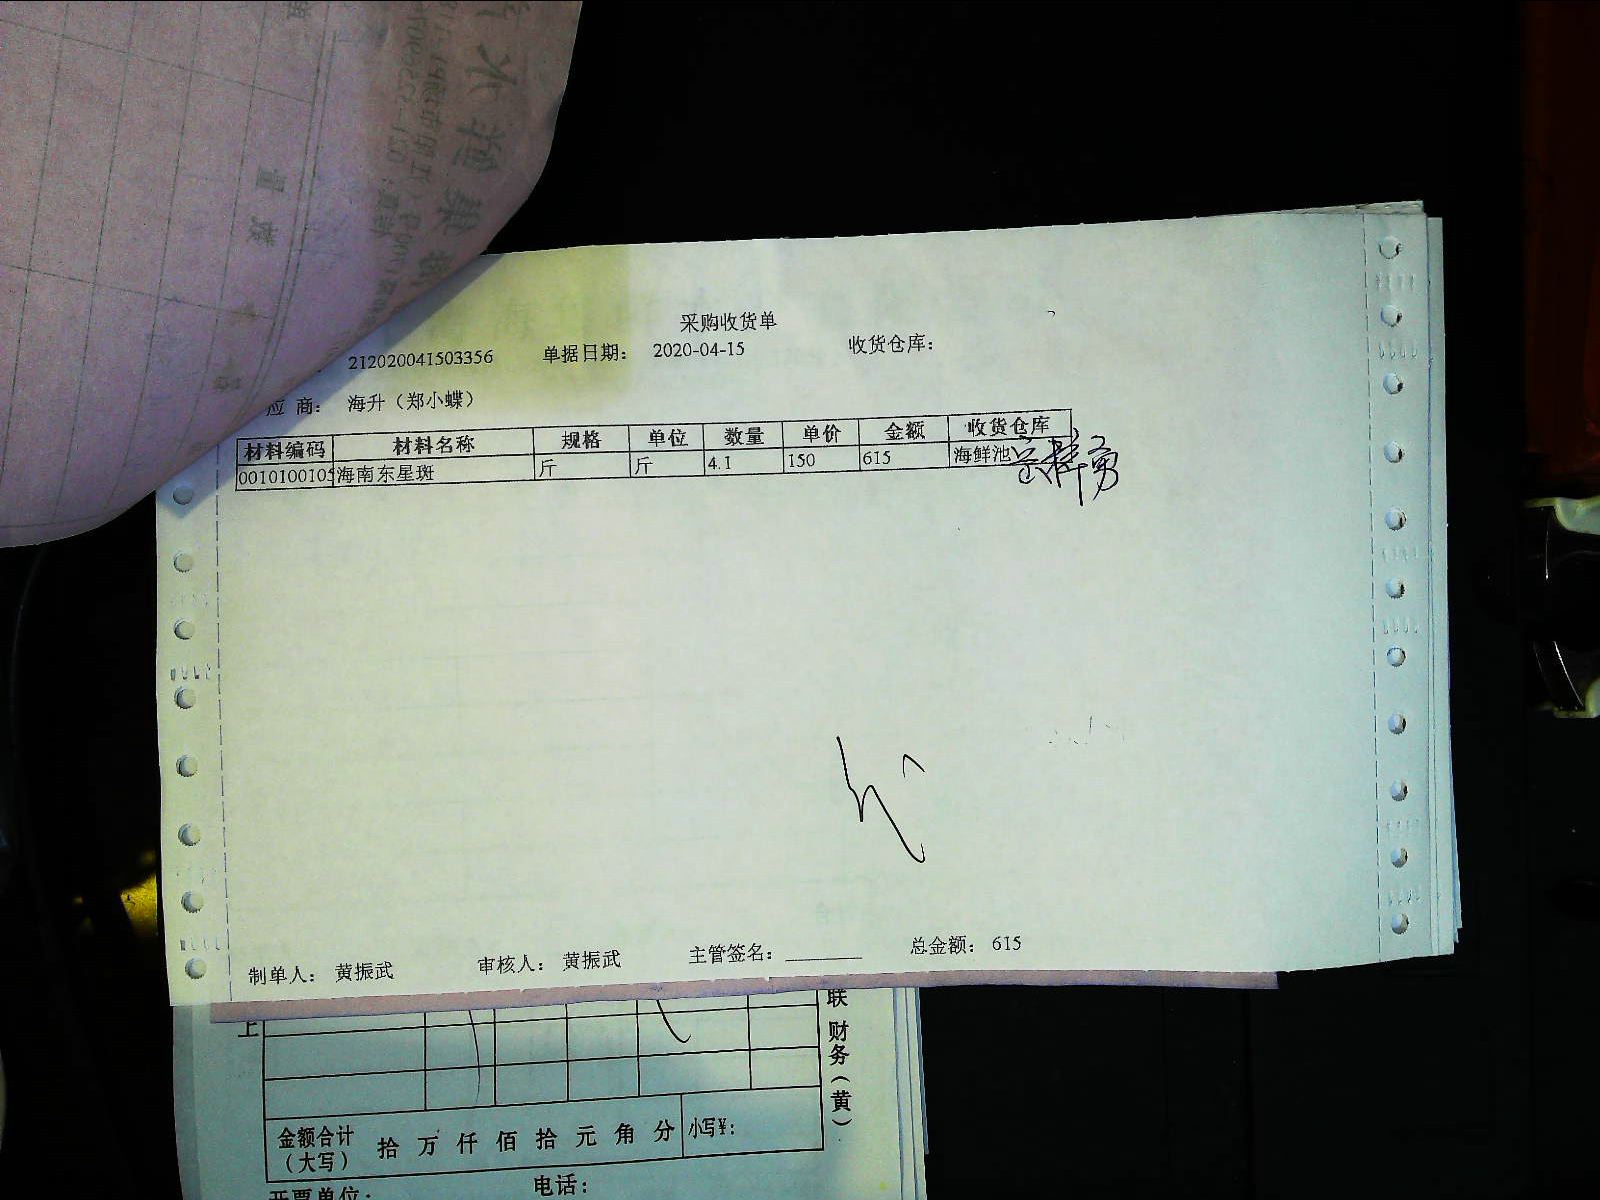 采购收货单
212020041503356 单据日期: 2020-04-15 收货仓库:
应 商: 海升（郑小蝶）
材料编码 材料名称 规格 单位 数量 单价 金额 收货仓库
0010100105 海南东星斑 斤 斤 4.1 150 615 海鲜池
制单人: 黄振武 审核人: 黄振武 主管签名: 总金额: 615
联 财务（黄）
金额合计（大写） 拾 万 仟 佰 拾 元 角 分 小写¥:
开票单位: 电话: